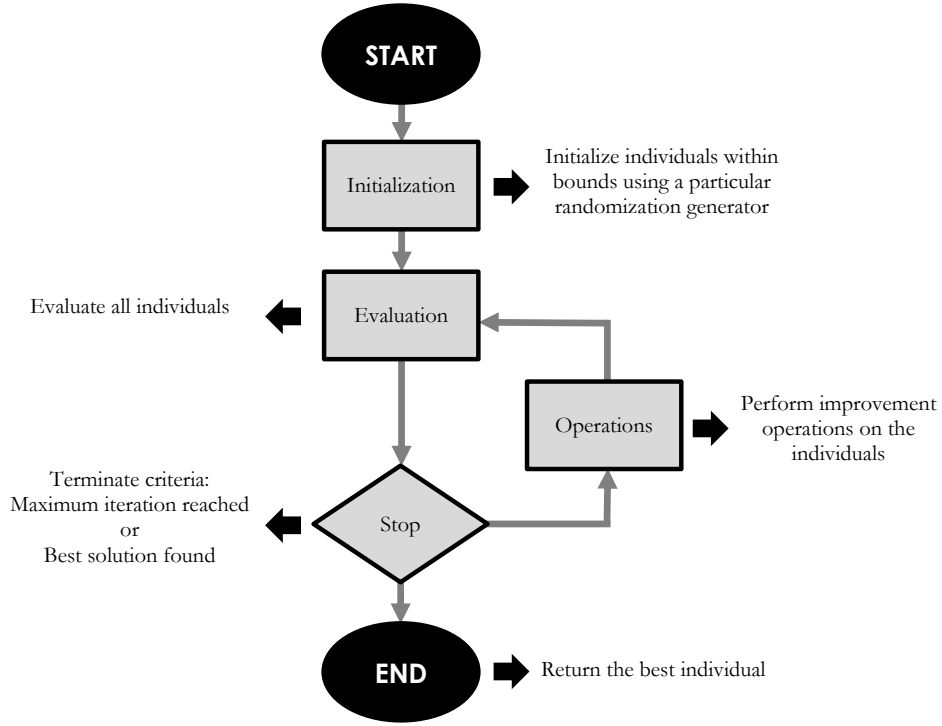 START
Initialization
Initialize individuals within
bounds using a particular
randomization generator
Evaluate all individuals
Evaluation
Operations
Perform improvement
operations on the
individuals
Terminate criteria:
Maximum iteration reached
or
Best solution found
Stop
END
Return the best individual